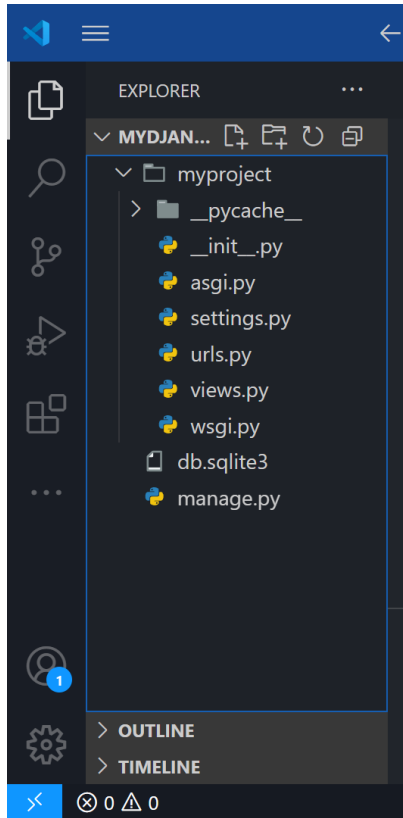 EXPLORER
MYDJAN...
myproject
__pycache__
__init__.py
asgi.py
settings.py
urls.py
views.py
wsgi.py
db.sqlite3
manage.py
1
OUTLINE
TIMELINE
0 0